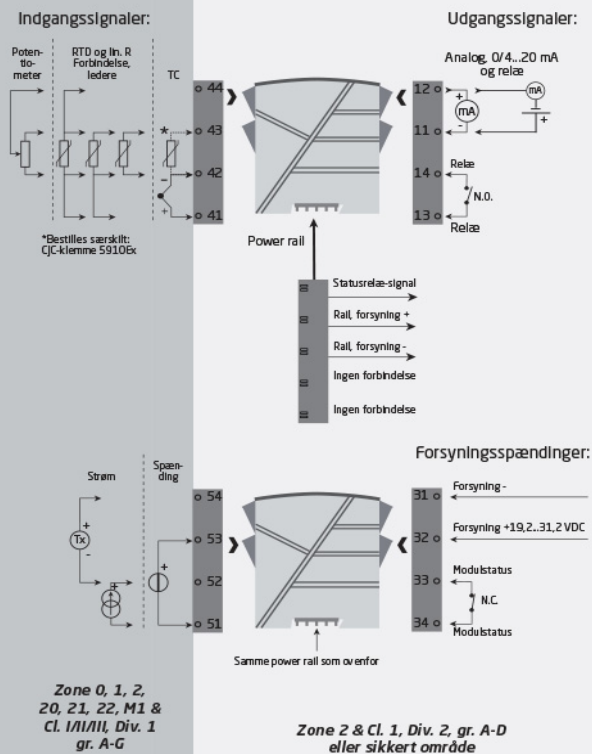 Indgangssignaler:
Udgangssignaler:
Poten-
tio-
meter
RTD og lin. R
Forbindelse,
ledere
TC
44
43
42
41
*
-
+
*Bestilles særskilt:
CJC-klemme 5910Ex
Analog, 0/4...20 mA
og relæ
12
11
14
13
+
mA
-
mA
+
Relæ
N.O.
Relæ
Power rail
Statusrelæ-signal
Rail, forsyning +
Rail, forsyning -
Ingen forbindelse
Ingen forbindelse
Forsyningsspændinger:
Strøm
Spæn-
ding
+
Tx
-
+
+
54
53
52
51
31
32
33
34
Forsyning -
Forsyning +19,2...31,2 VDC
Modulstatus
N.C.
Modulstatus
Samme power rail som ovenfor
Zone 0, 1, 2,
20, 21, 22, M1 &
Cl. I/II/III, Div. 1
gr. A-G
Zone 2 & Cl. 1, Div. 2, gr. A-D
eller sikkert område